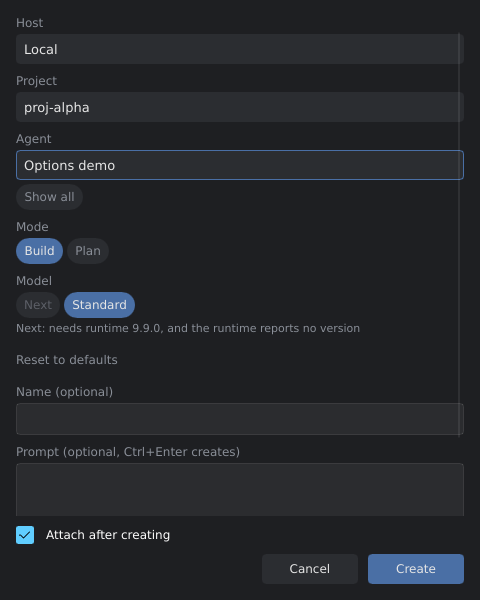 Host
Local
Project
proj-alpha
Agent
Options demo
Show all
Mode
Build Plan
Model
Next Standard
Next: needs runtime 9.9.0, and the runtime reports no version
Reset to defaults
Name (optional)
Prompt (optional, Ctrl+Enter creates)
Attach after creating
Cancel Create